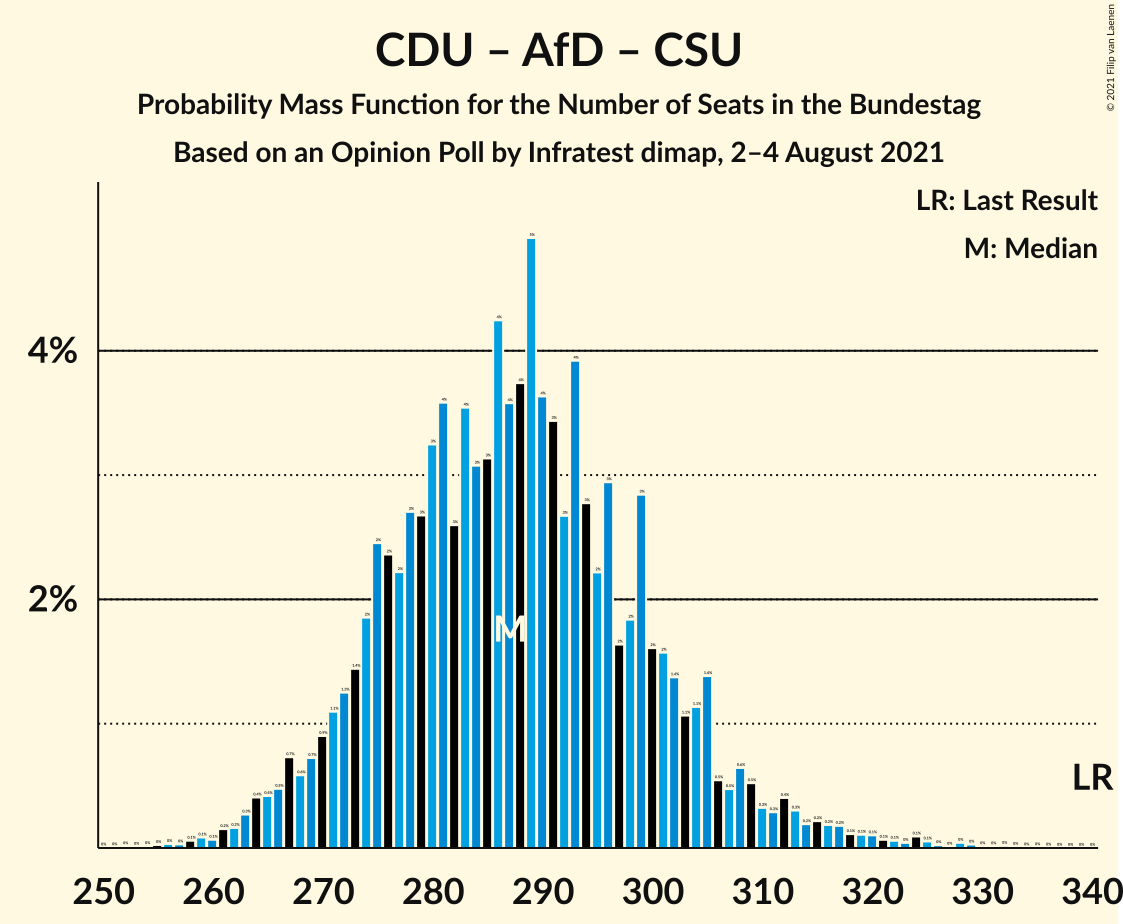 CDU – AfD – CSU
Probability Mass Function for the Number of Seats in the Bundestag
Based on an Opinion Poll by Infratest dimap, 2–4 August 2021
© 2021 Filip van Laenen
LR: Last Result
M: Median
4%
2%
M
LR
250 260 270 280 290 300 310 320 330 340